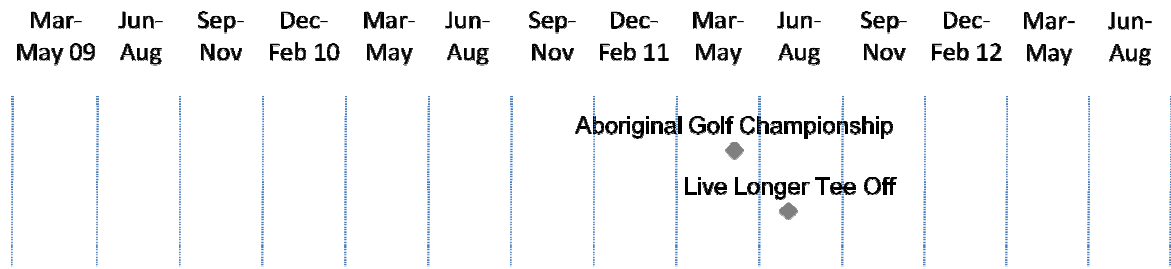 Mar- Jun- Sep- Dec- Mar- Jun- Sep- Dec- Mar- Jun- Sep- Dec- Mar- Jun-
May 09 Aug Nov Feb 10 May Aug Nov Feb 11 May Aug Nov Feb 12 May Aug
Aboriginal Golf Championship
Live Longer Tee Off